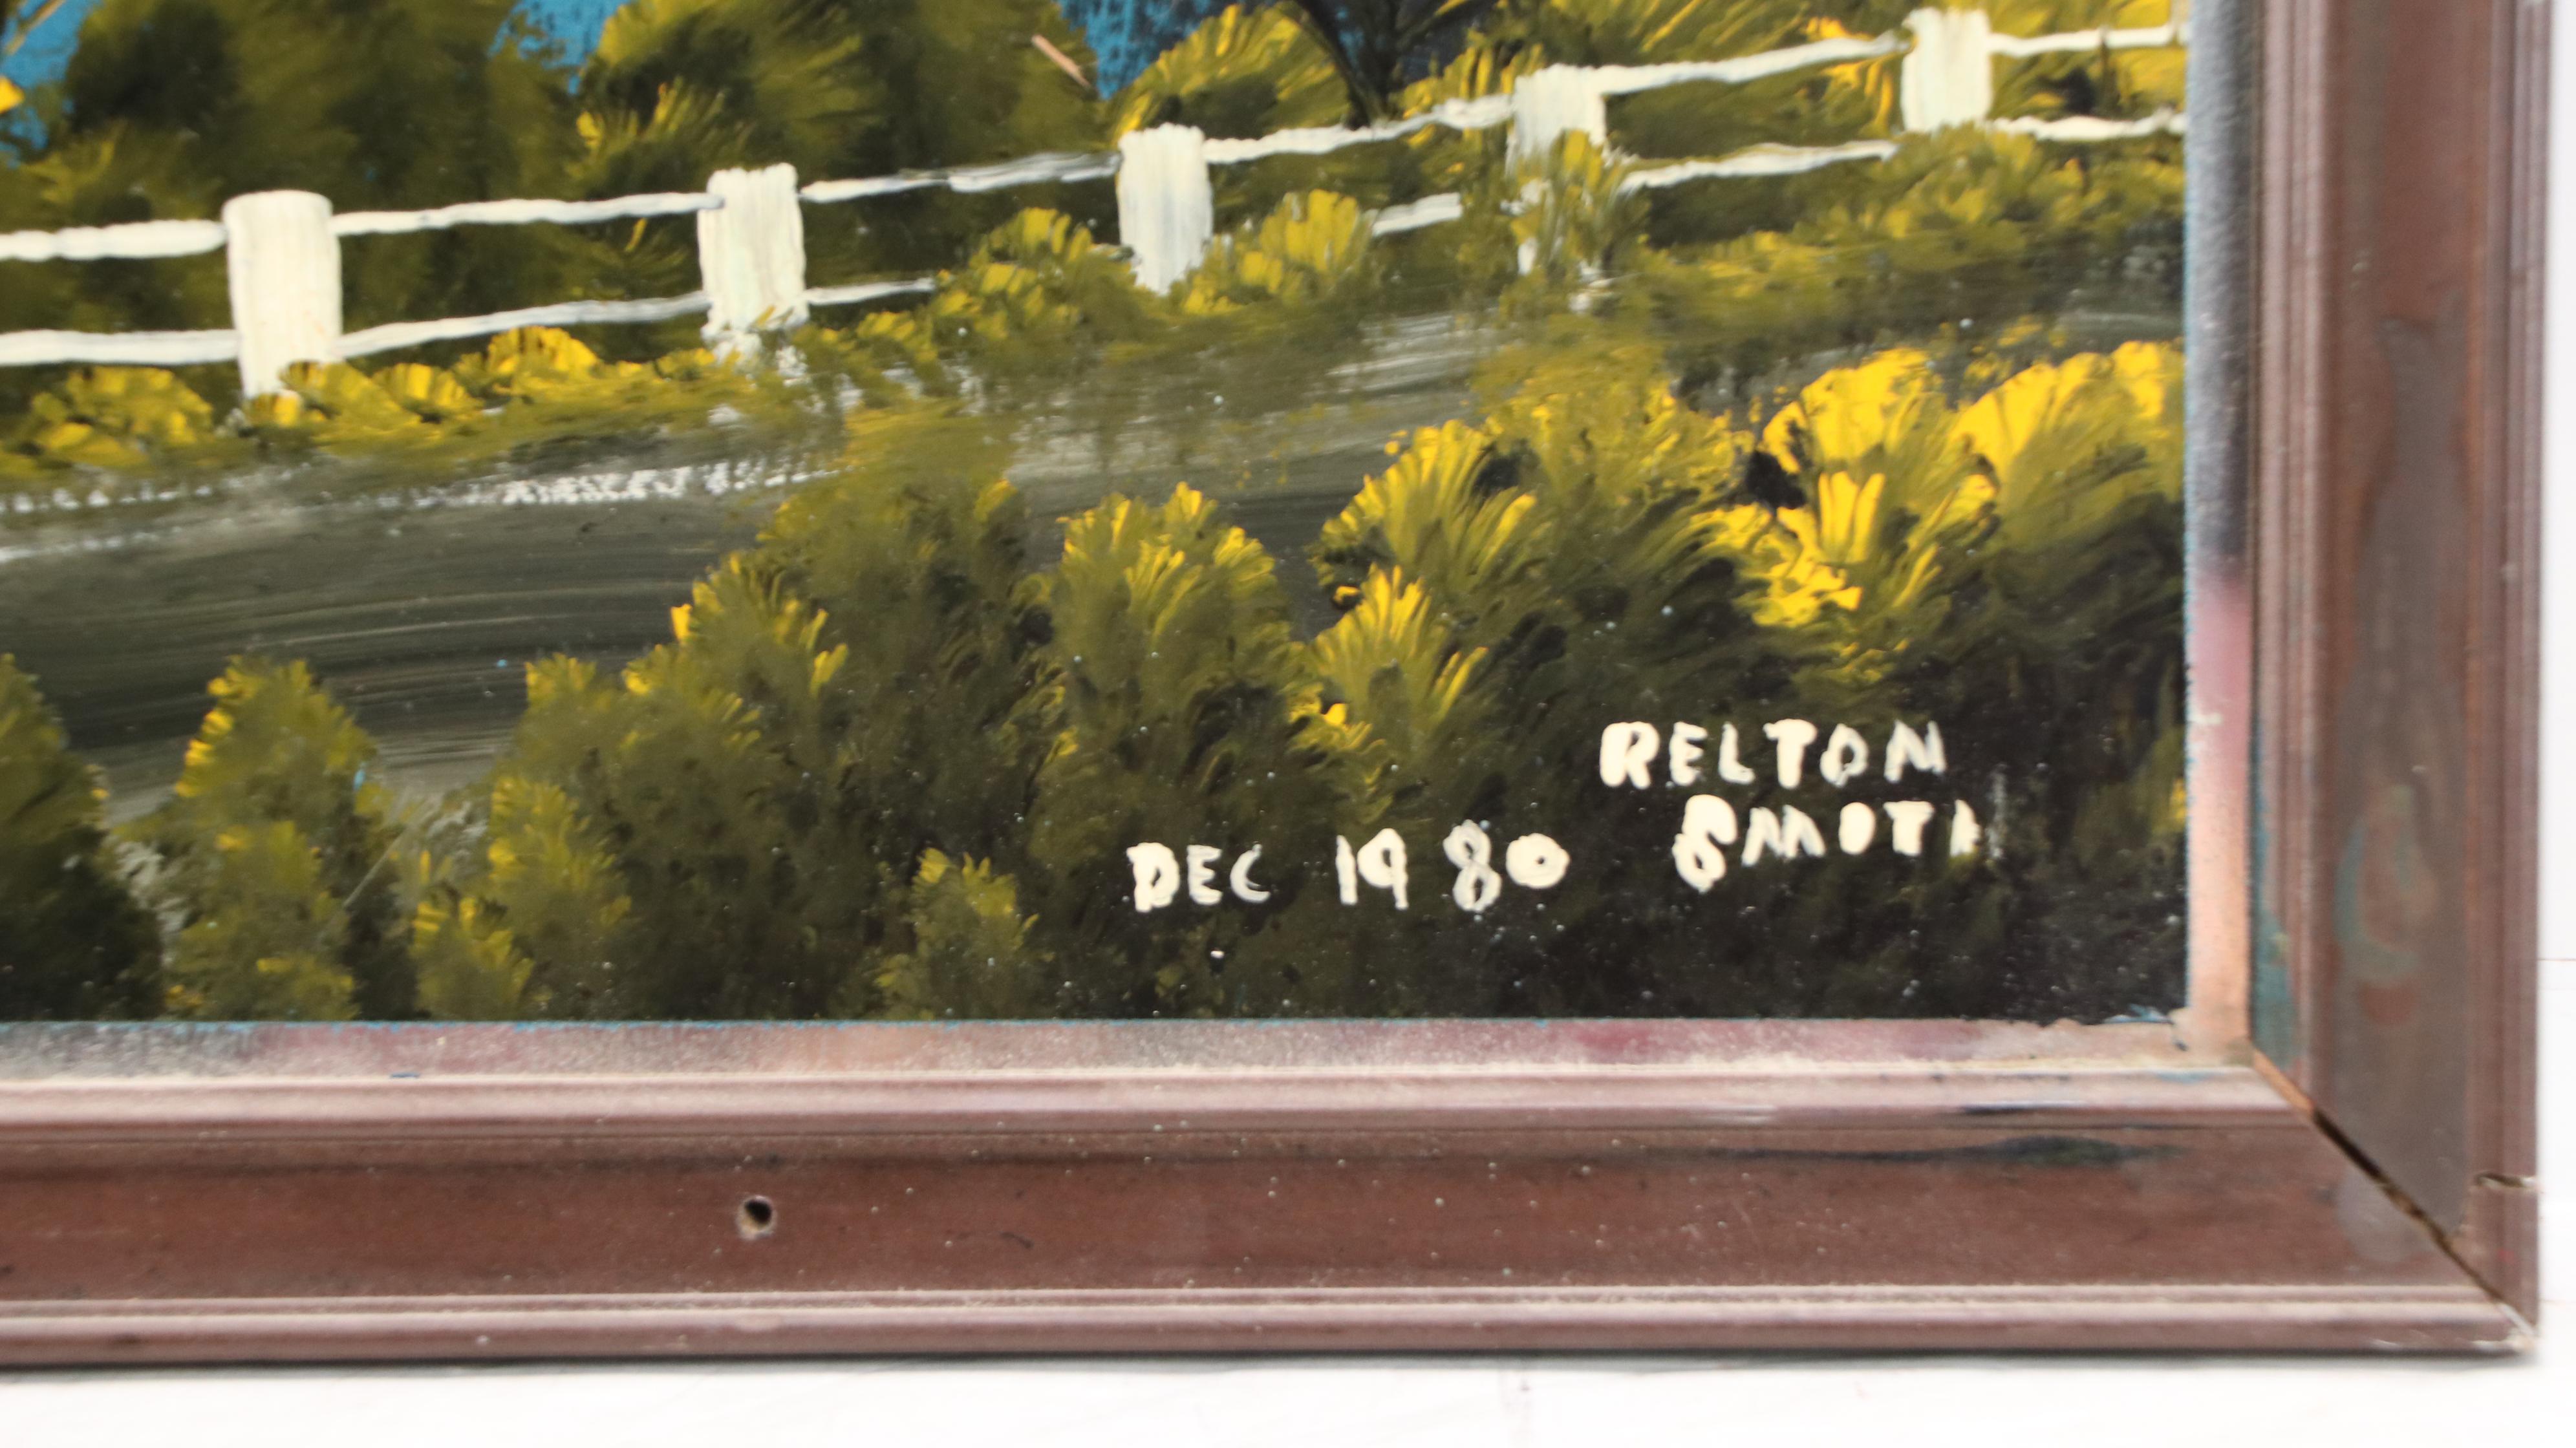 RELTON
SMITH
DEC 1980